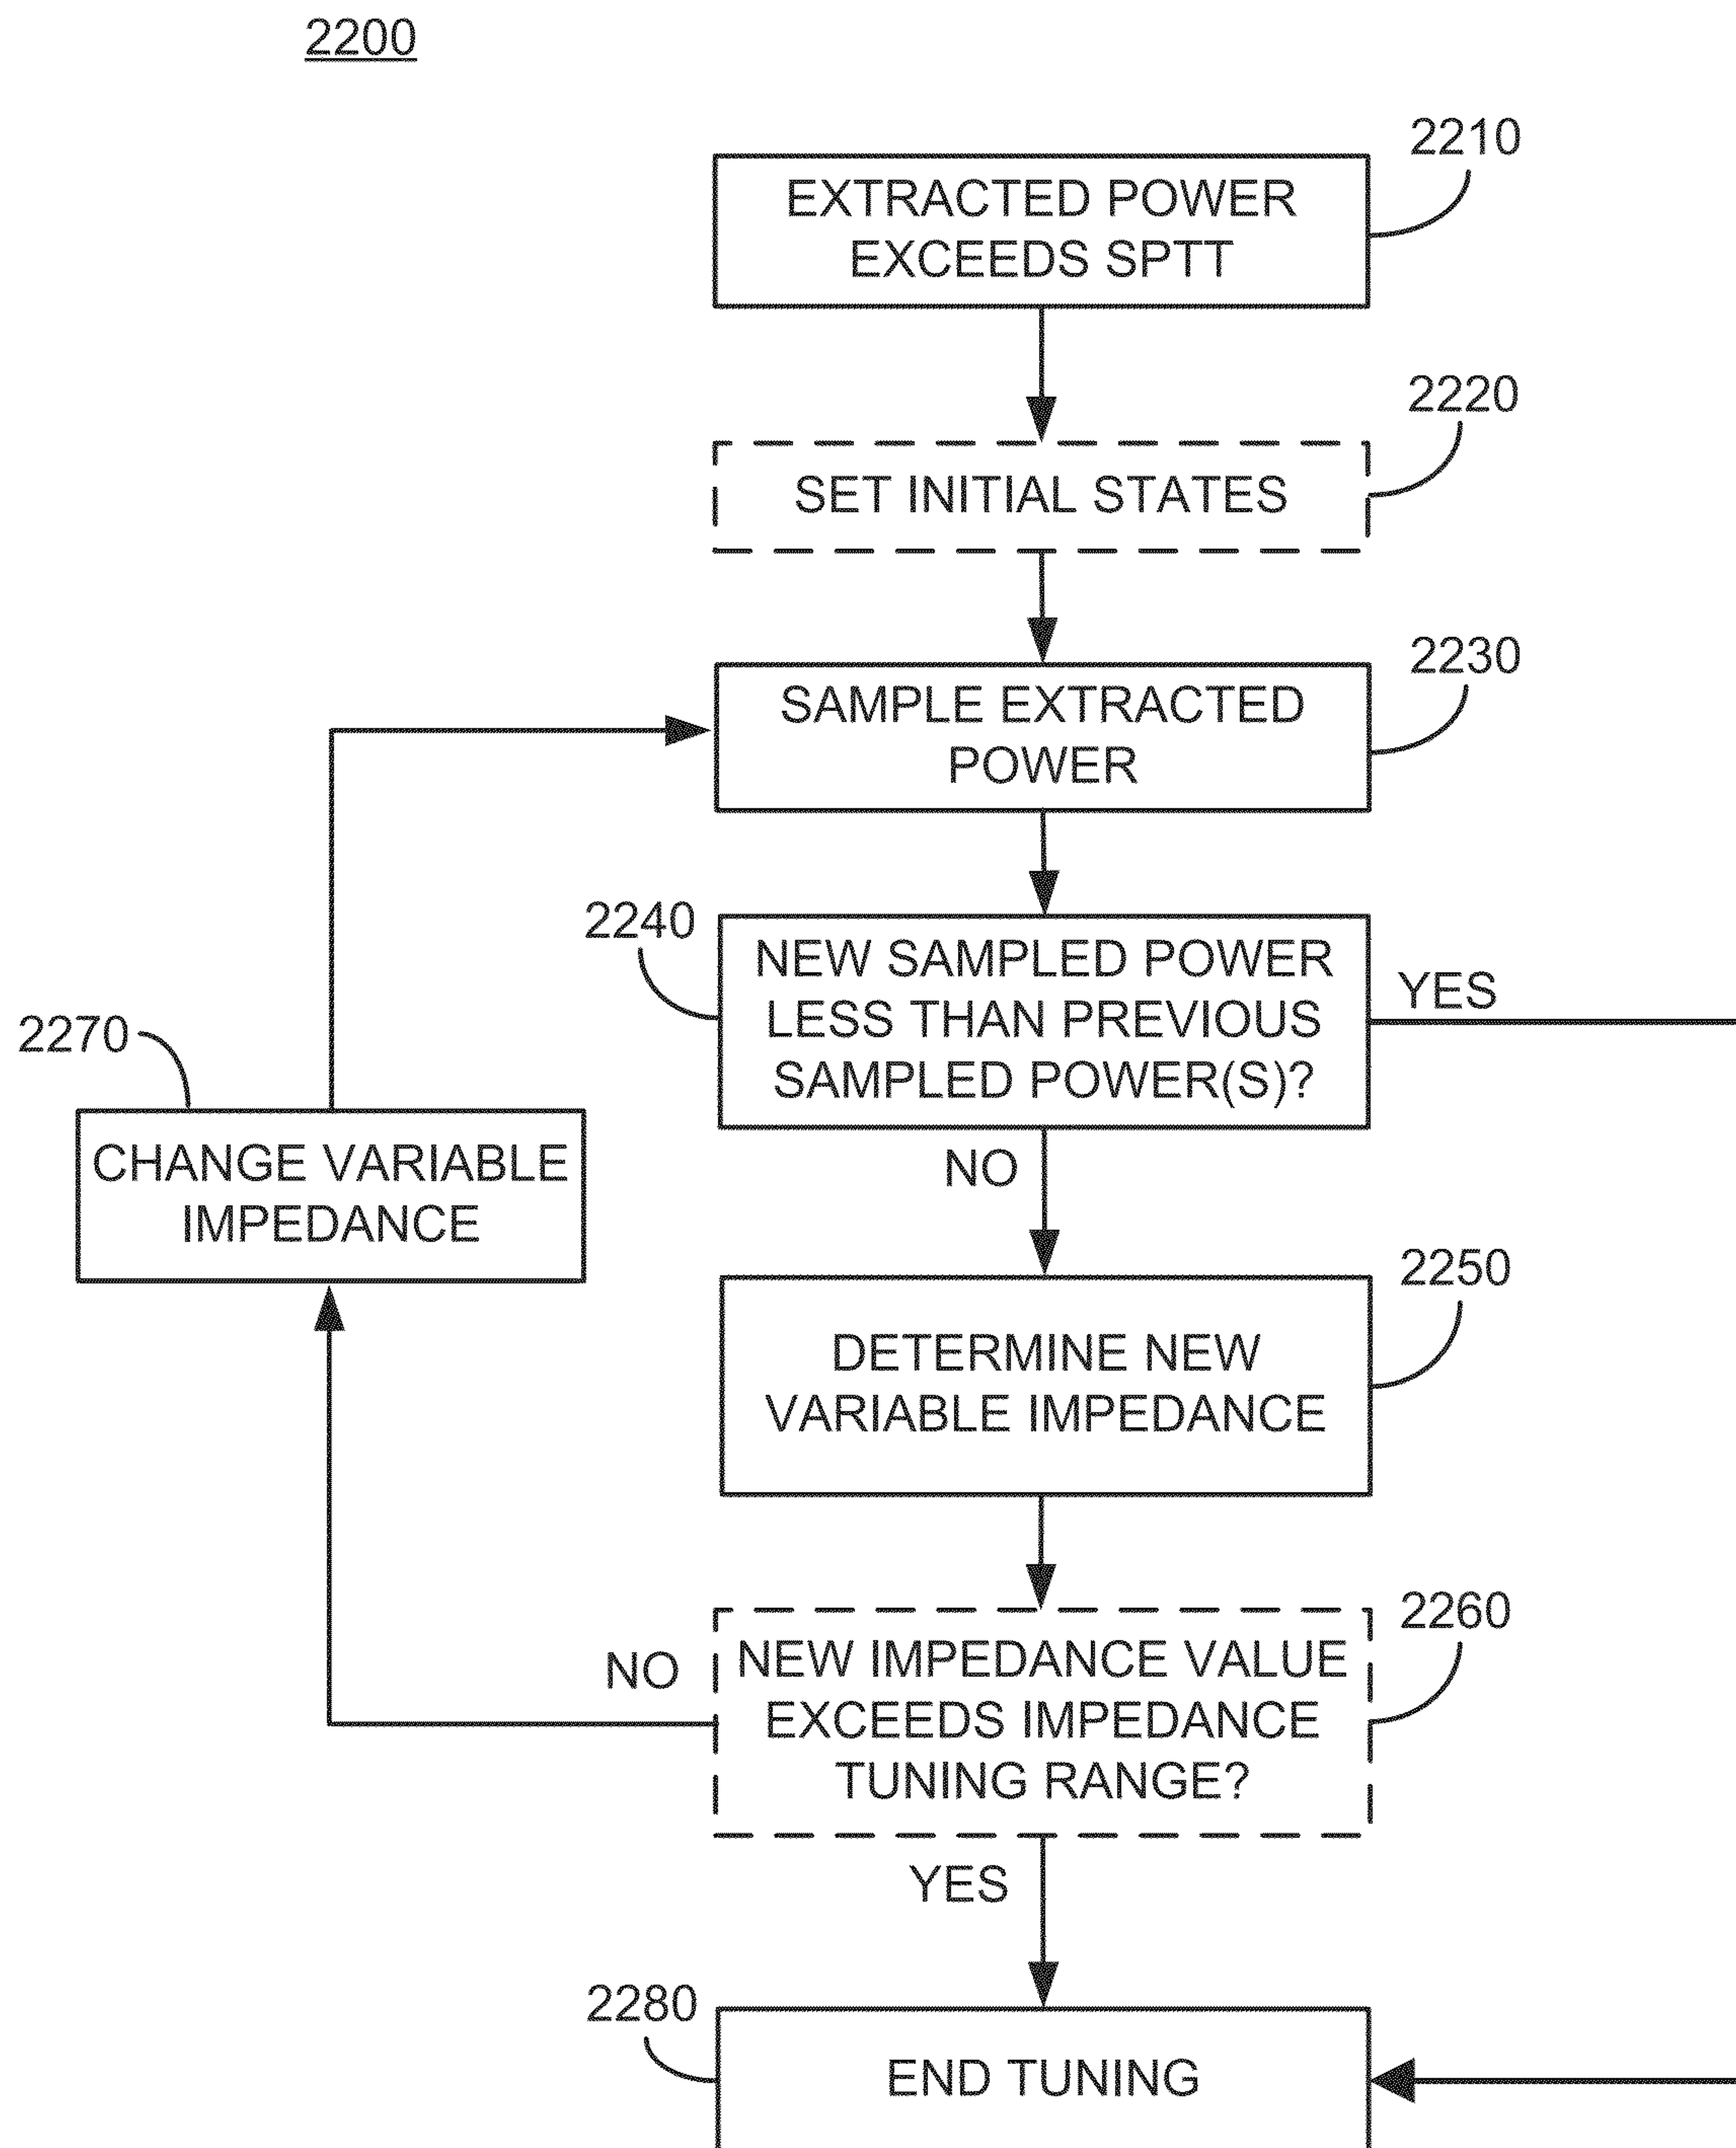 2200
2210
EXTRACTED POWER
EXCEEDS SPTT
2220
SET INITIAL STATES
2230
SAMPLE EXTRACTED
POWER
2240
NEW SAMPLED POWER
LESS THAN PREVIOUS
SAMPLED POWER(S)?
YES
NO
2270
CHANGE VARIABLE
IMPEDANCE
2250
DETERMINE NEW
VARIABLE IMPEDANCE
2260
NEW IMPEDANCE VALUE
EXCEEDS IMPEDANCE
TUNING RANGE?
NO
YES
2280
END TUNING